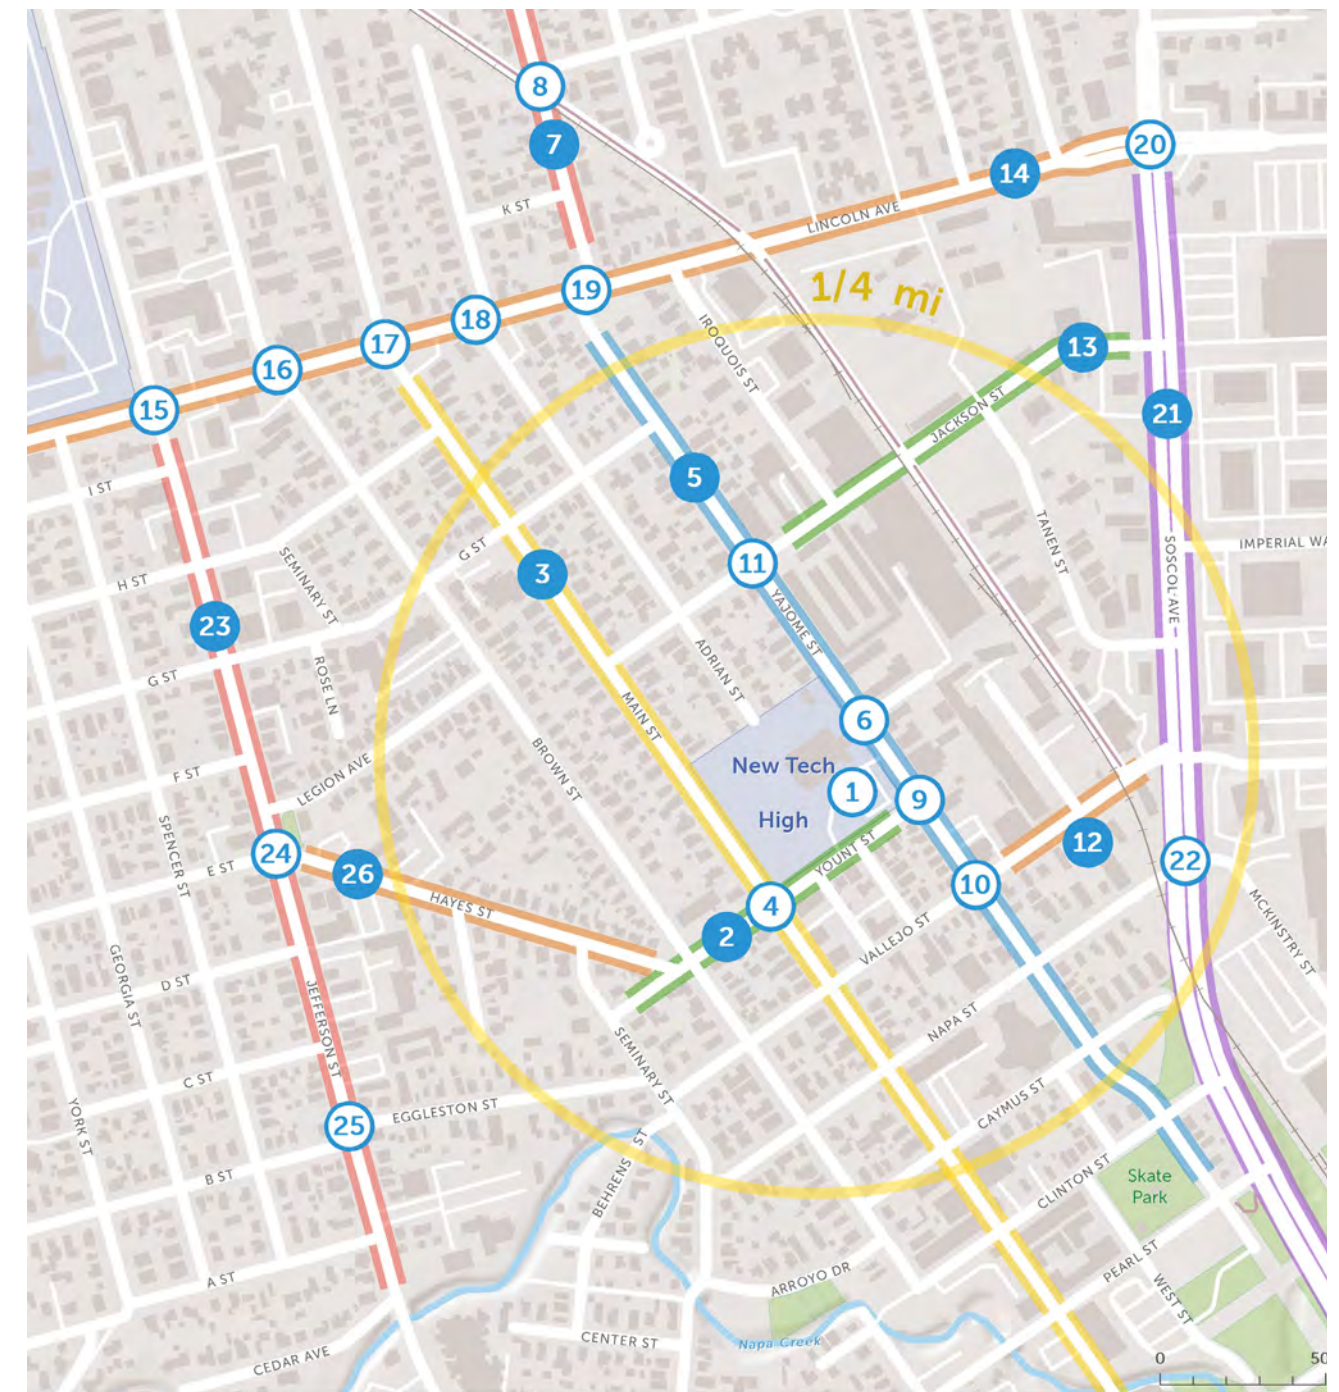 8
7
20
14
K ST
LINCOLN AVE
19
1/4 mi
18
17
IROQUOIS ST
13
16
15
JACKSON ST
21
5
I ST
TANEN ST
G ST
SOSCOL AVE
IMPERIAL WA
11
3
H ST
SEMINARY ST
YAJOME ST
23
ADRIAN ST
G ST
ROSE LN
MAIN ST
6
BROWN ST
New Tech
High
1
9
F ST
LEGION AVE
12
SPENCER ST
YOUNT ST
24
E ST
26
22
10
HAYES ST
4
2
VALLEJO ST
MCKINSTRY ST
GEORGIA ST
D ST
JEFFERSON ST
NAPA ST
SEMINARY ST
C ST
YORK ST
EGGLESTON ST
CAYMUS ST
25
BEHRENS ST
B ST
CLINTON ST
Skate
Park
PEARL ST
A ST
ARROYO DR
WEST ST
CENTER ST
Napa Creek
CEDAR AVE
0
50